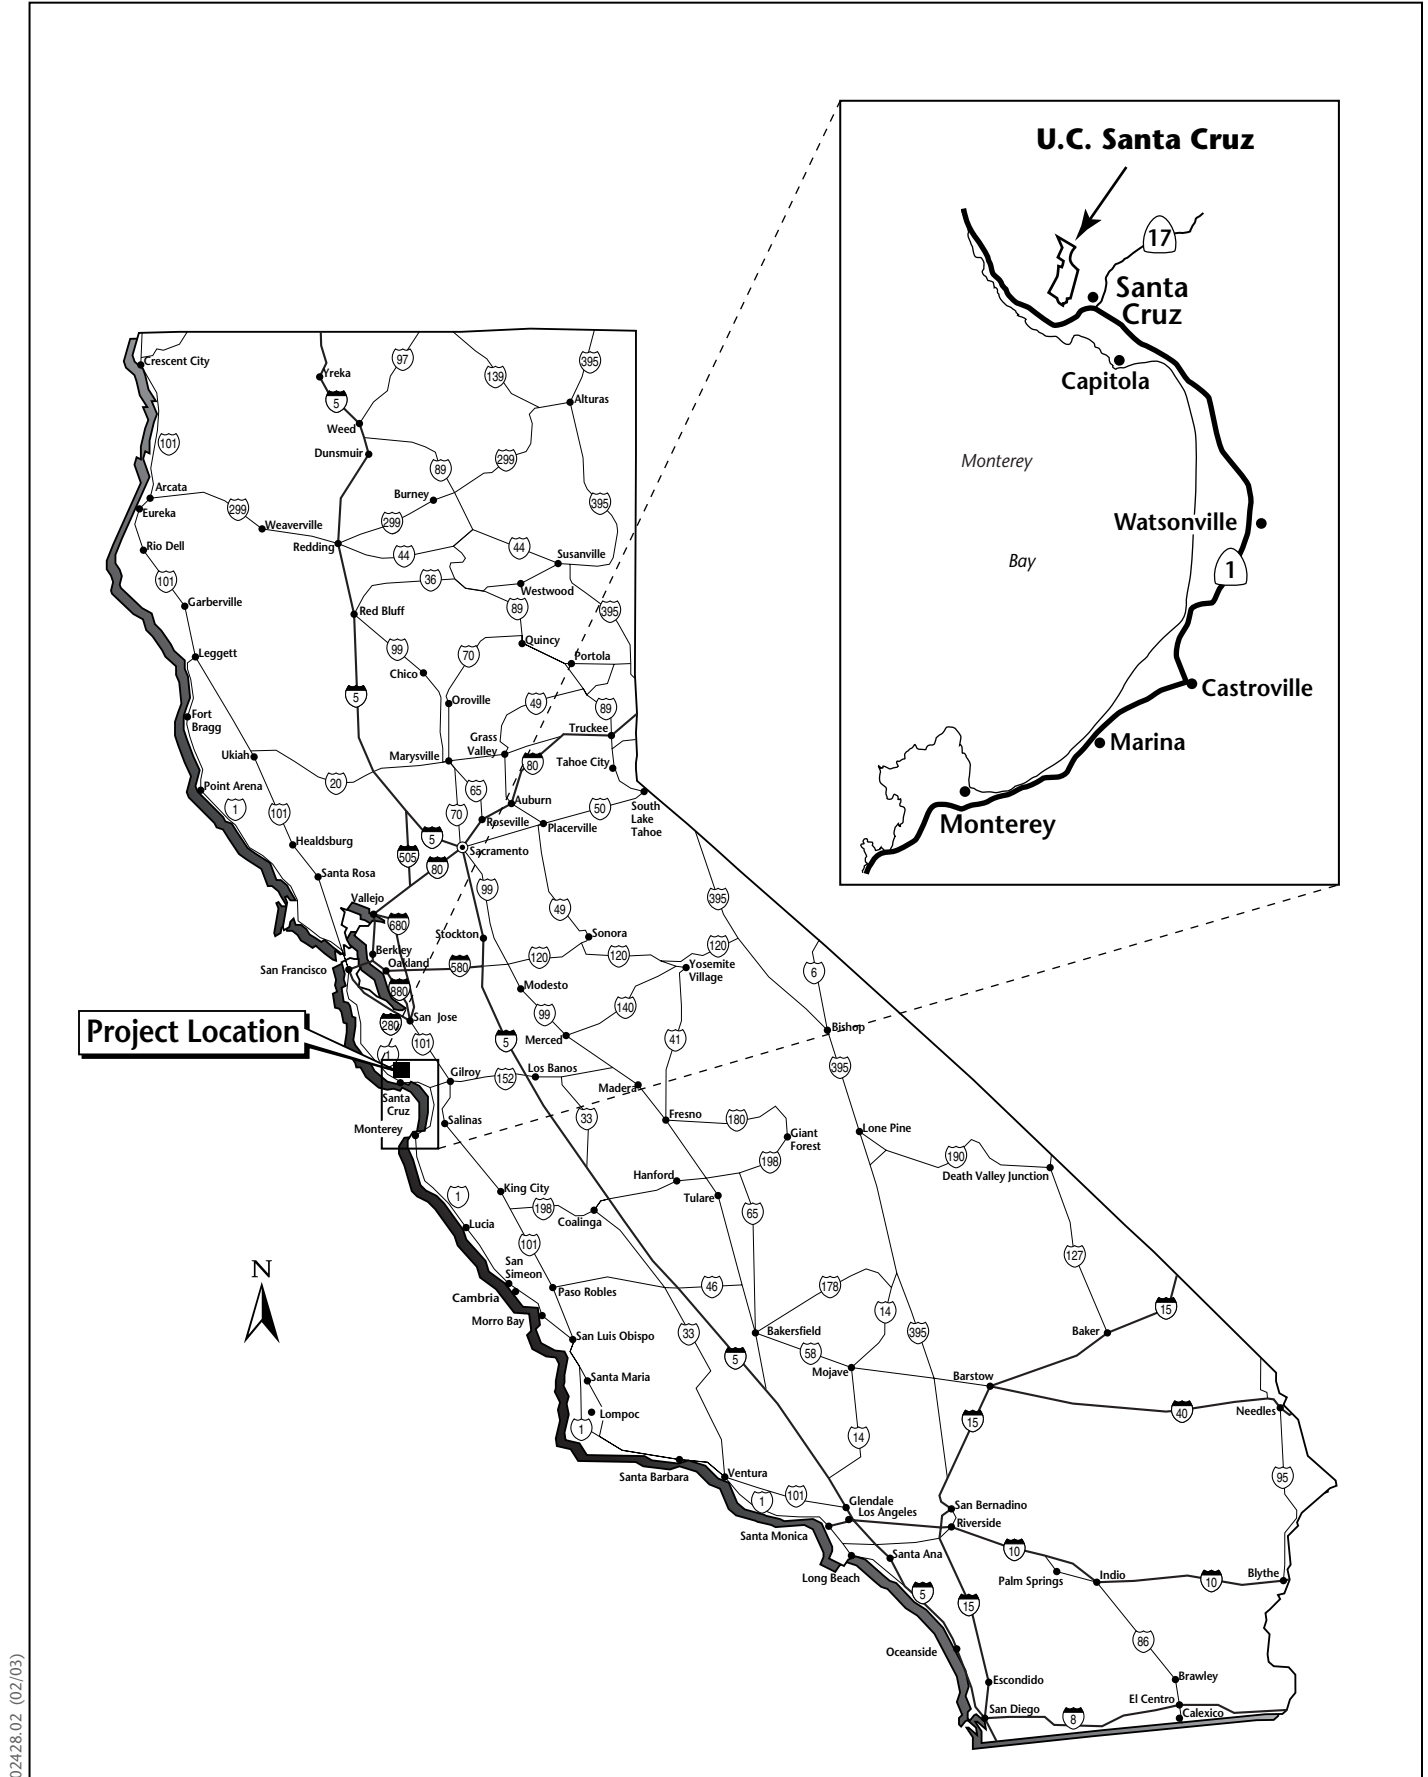 U.C. Santa Cruz
17
Santa
Cruz
Capitola
Monterey
Bay
Watsonville
1
Castroville
Marina
Monterey
Crescent City
97
139
395
Yreka
5
Alturas
Weed
101
Dunsmuir
89
299
Arcata
Burney
395
Eureka
299
Weaverville
299
Redding
44
44
Susanville
Rio Dell
101
36
Westwood
Garberville
Red Bluff
89
395
99
70
Quincy
Leggett
Chico
Portola
5
Oroville
49
89
Fort
Bragg
Grass
Valley
Truckee
Ukiah
Marysville
80
Tahoe City
20
65
Point Arena
1
101
70
Auburn
50
South
Lake
Tahoe
Roseville
Placerville
5
Healdsburg
505
80
Sacramento
Santa Rosa
99
395
Vallejo
680
49
Stockton
Sonora
120
Berkley
Oakland
580
120
120
San Francisco
Yosemite
Village
6
880
Modesto
280
San Jose
99
140
Project Location
101
5
Merced
41
Bishop
1
Gilroy
152
Los Banos
395
Madera
Santa
Cruz
Salinas
33
Fresno
180
Monterey
Giant
Forest
Lone Pine
198
190
Death Valley Junction
Hanford
King City
1
198
Tulare
Coalinga
65
Lucia
101
127
N
San
Simeon
46
178
Cambria
Paso Robles
14
15
Morro Bay
San Luis Obispo
33
Bakersfield
395
Baker
5
58
Mojave
Santa Maria
Barstow
Lompoc
1
15
40
Needles
14
Santa Barbara
Ventura
95
1
101
Glendale
Los Angeles
San Bernadino
Santa Monica
Riverside
10
Santa Ana
Long Beach
Palm Springs
Indio
10
Blythe
5
15
86
Oceanside
Escondido
Brawley
El Centro
San Diego
8
Calexico
02428.02 (02/03)